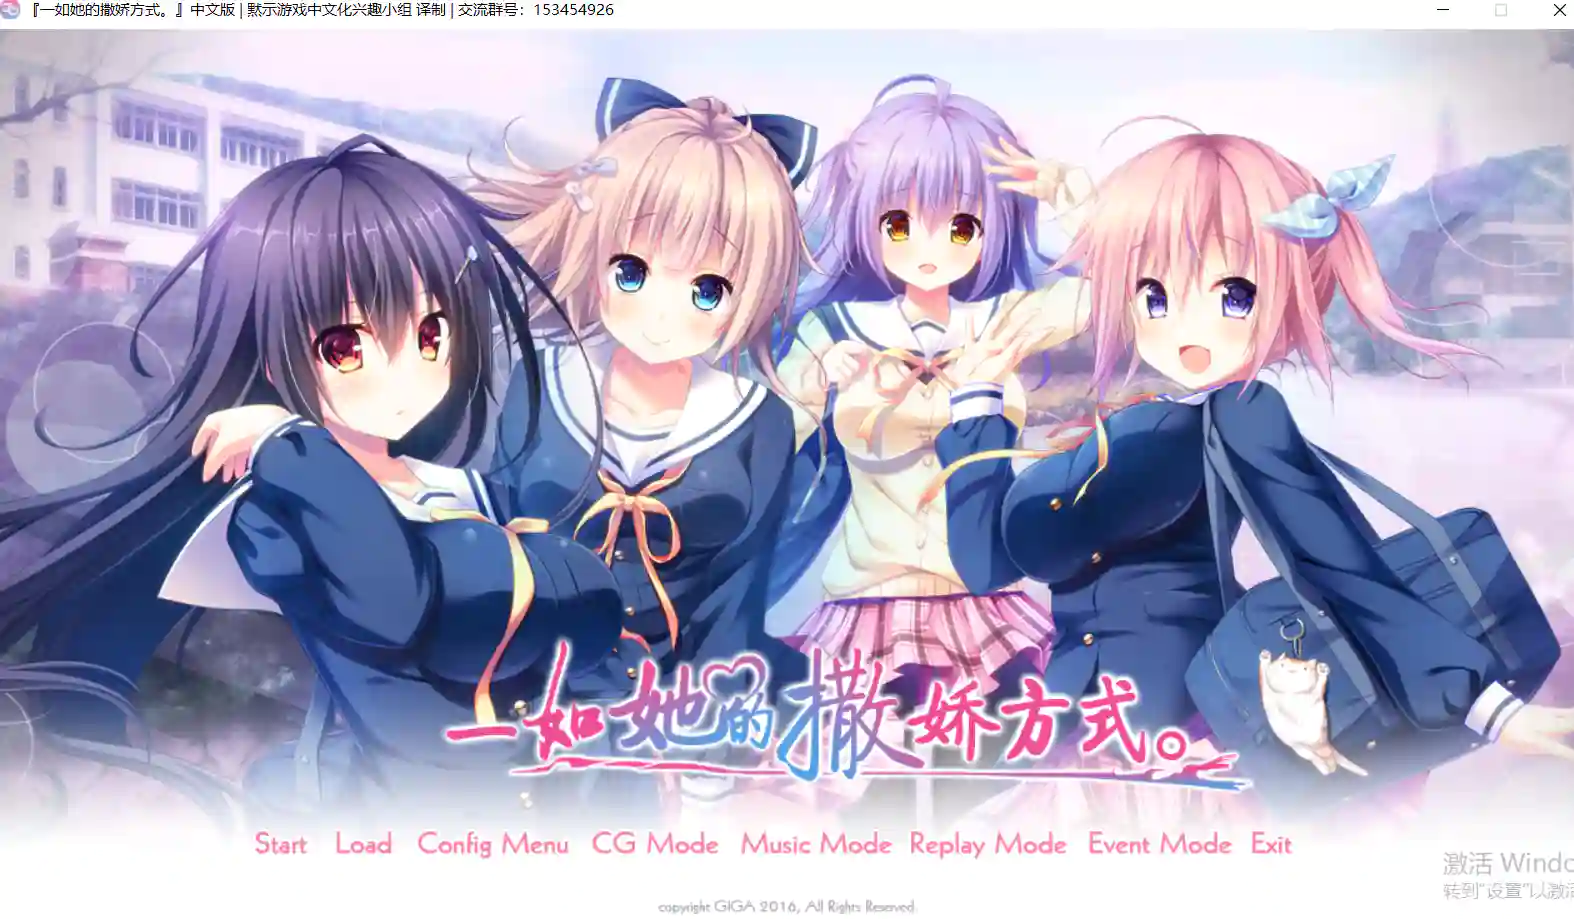 『一如她的撒娇方式。』中文版 | 默示游戏中文化兴趣小组 译制 | 交流群号：153454926
一如她的撒娇方式。
Start Load Config Menu CG Mode Music Mode Replay Mode Event Mode Exit
激活 Windo
转到"设置"以激活
copyright GIGA 2016, All Rights Reserved.